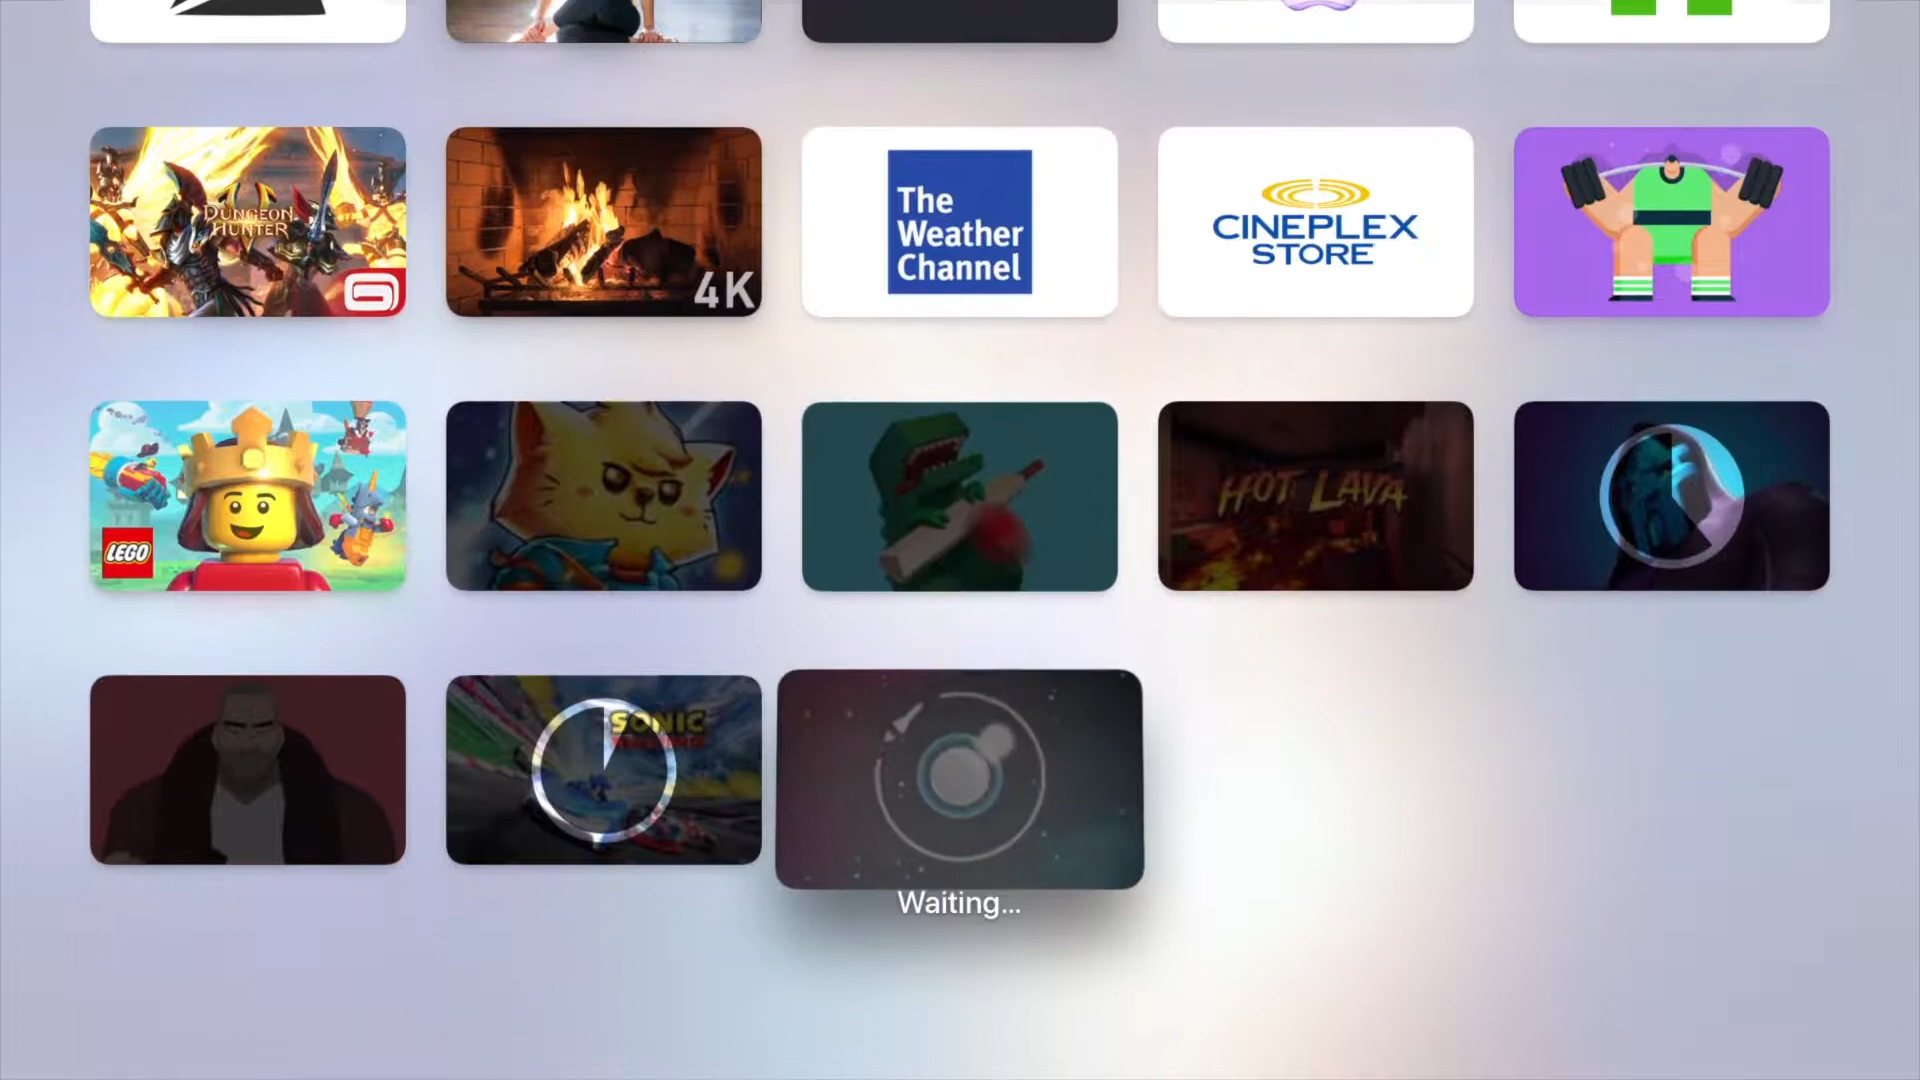 DUNGEON
HUNTER
V
4K
The
Weather
Channel
CINEPLEX
STORE
LEGO
HOT LAVA
SONIC
Waiting...